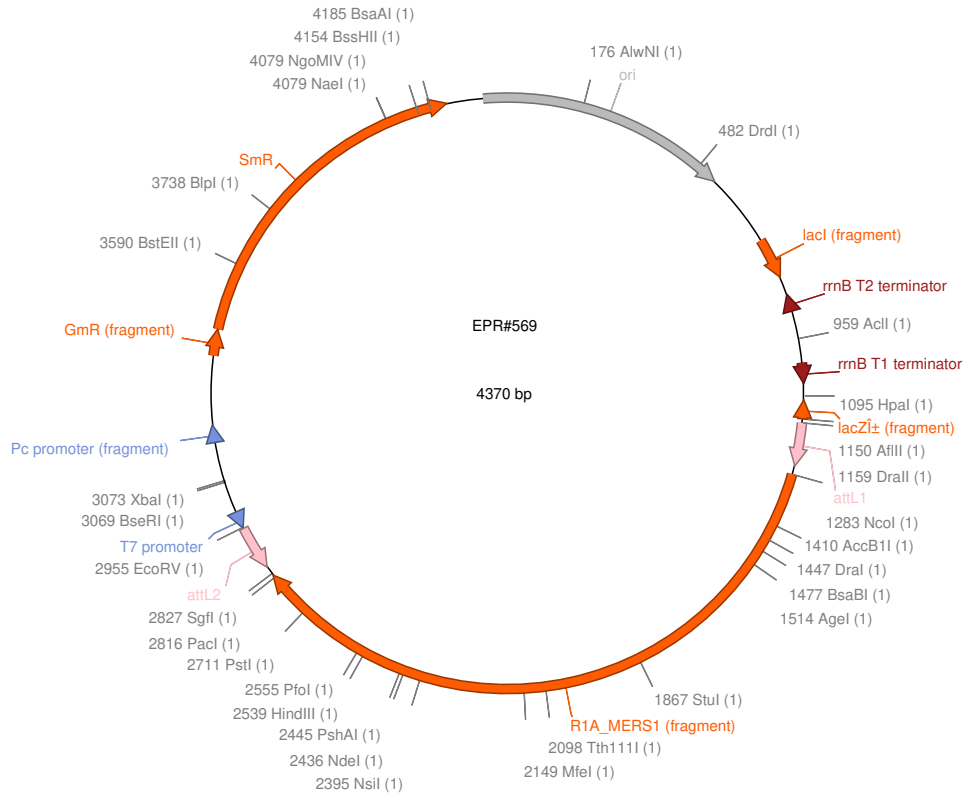 4185 BsaAI (1)
4154 BssHII (1)
4079 NgoMIV (1)
4079 NaeI (1)
176 AlwNI (1)
ori
482 DrdI (1)
SmR
3738 BlpI (1)
3590 BstEII (1)
lacI (fragment)
rrnB T2 terminator
GmR (fragment)
EPR#569
959 AclI (1)
rrnB T1 terminator
4370 bp
1095 HpaI (1)
lacZÎ± (fragment)
Pc promoter (fragment)
1150 AflII (1)
1159 DraII (1)
attL1
3073 XbaI (1)
3069 BseRI (1)
1283 NcoI (1)
T7 promoter
1410 AccB1I (1)
2955 EcoRV (1)
1447 DraI (1)
attL2
1477 BsaBI (1)
2827 SgfI (1)
1514 AgeI (1)
2816 PacI (1)
2711 PstI (1)
2555 PfoI (1)
1867 StuI (1)
2539 HindIII (1)
R1A_MERS1 (fragment)
2445 PshAI (1)
2098 Tth111I (1)
2436 NdeI (1)
2149 MfeI (1)
2395 NsiI (1)